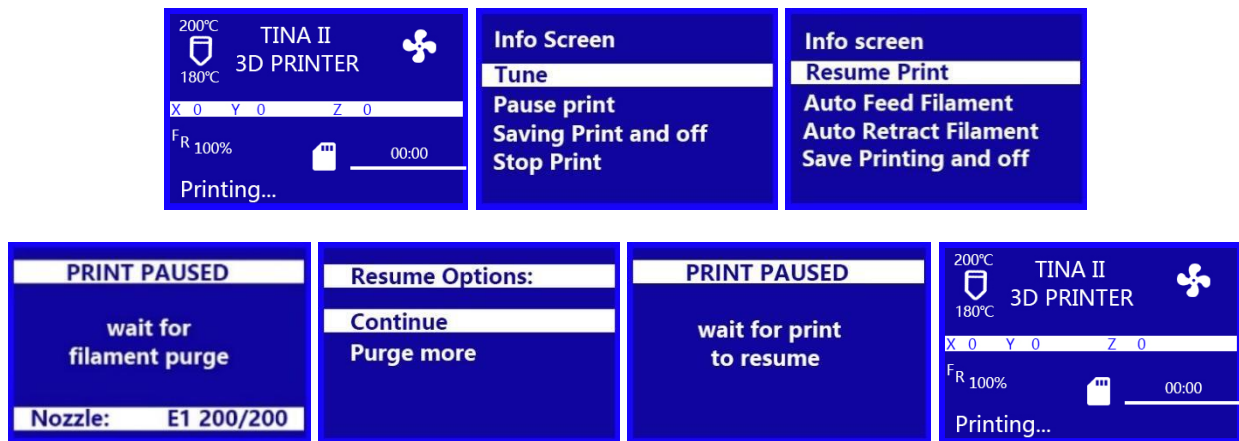 200℃
TINA II
3D PRINTER
180℃
X 0 Y 0 Z 0
FR 100%
00:00
Printing...
Info Screen
Tune
Pause print
Saving Print and off
Stop Print
Info screen
Resume Print
Auto Feed Filament
Auto Retract Filament
Save Printing and off
PRINT PAUSED
wait for
filament purge
Nozzle: E1 200/200
Resume Options:
Continue
Purge more
PRINT PAUSED
wait for print
to resume
200℃
TINA II
3D PRINTER
180℃
X 0 Y 0 Z 0
FR 100%
00:00
Printing...